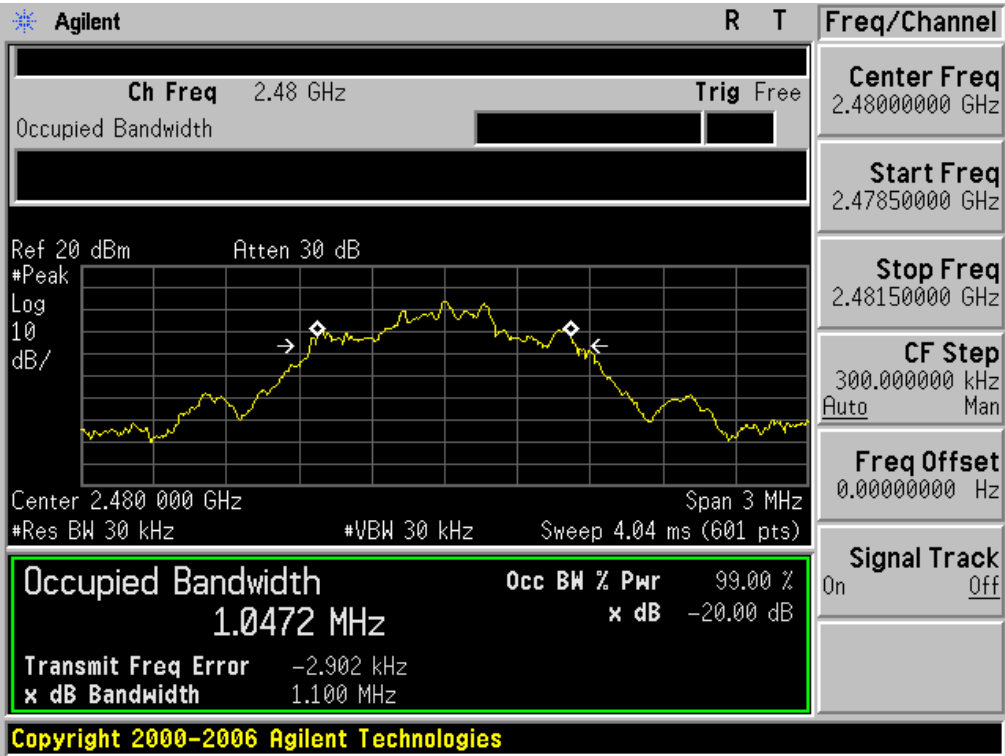 Agilent R T
Freq/Channel
Ch Freq 2.48 GHz Trig Free
Occupied Bandwidth
Center Freq
2.48000000 GHz
Start Freq
2.47850000 GHz
Stop Freq
2.48150000 GHz
CF Step
300.000000 kHz
Auto Man
Freq Offset
0.00000000 Hz
Signal Track
On Off
Ref 20 dBm Atten 30 dB
#Peak
Log
10
dB/
Center 2.480 000 GHz Span 3 MHz
#Res BW 30 kHz #VBW 30 kHz Sweep 4.04 ms (601 pts)
Occupied Bandwidth
1.0472 MHz
Occ BW % Pwr 99.00 %
x dB -20.00 dB
Transmit Freq Error -2.902 kHz
x dB Bandwidth 1.100 MHz
Copyright 2000-2006 Agilent Technologies